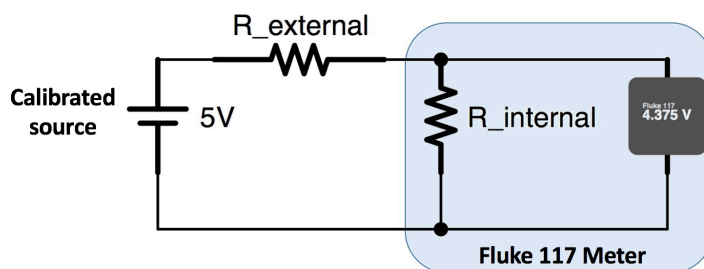 R_external
Calibrated
source
5V
R_internal
Fluke 117
4.375 V
Fluke 117 Meter